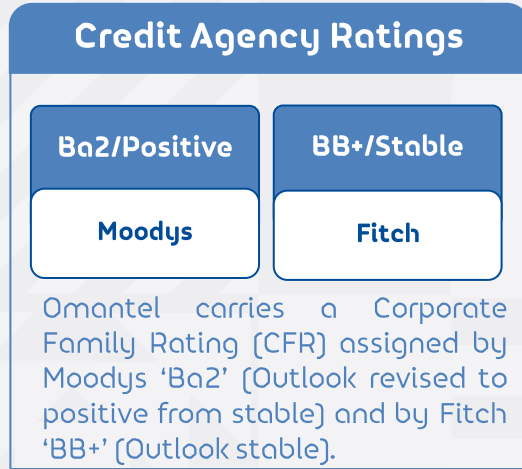 Credit Agency Ratings
Ba2/Positive
BB+/Stable
Moodys
Fitch
Omantel carries a Corporate
Family Rating (CFR) assigned by
Moodys ‘Ba2’ (Outlook revised to
positive from stable) and by Fitch
‘BB+’ (Outlook stable).